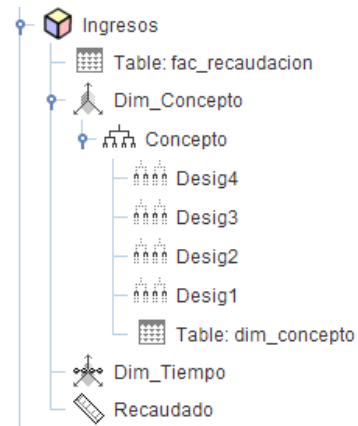 Ingresos
Table: fac_recaudacion
Dim_Concepto
Concepto
Desig4
Desig3
Desig2
Desig1
Table: dim_concepto
Dim_Tiempo
Recaudado